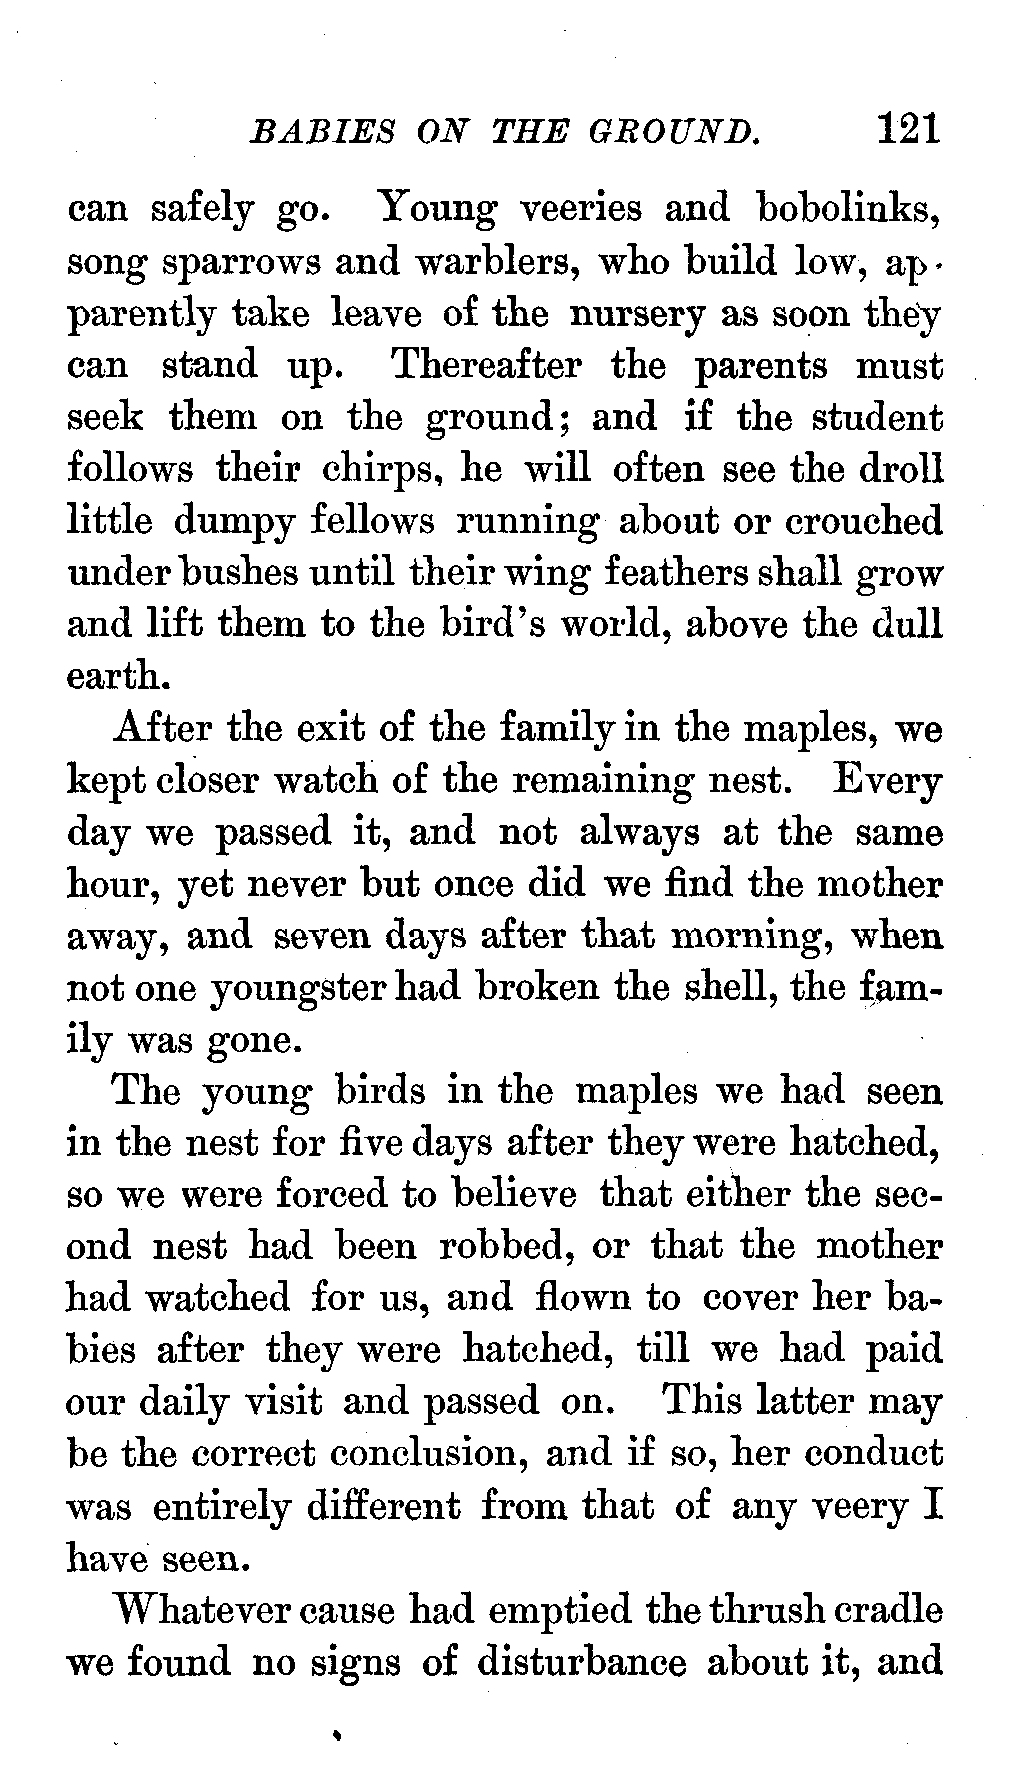 BABIES ON THE GROUND. 121
can safely go. Young veeries and bobolinks,
song sparrows and warblers, who build low, ap-
parently take leave of the nursery as soon they
can stand up. Thereafter the parents must
seek them on the ground; and if the student
follows their chirps, he will often see the droll
little dumpy fellows running about or crouched
under bushes until their wing feathers shall grow
and lift them to the bird's world, above the dull
earth.
After the exit of the family in the maples, we
kept closer watch of the remaining nest. Every
day we passed it, and not always at the same
hour, yet never but once did we find the mother
away, and seven days after that morning, when
not one youngster had broken the shell, the fam-
ily was gone.
The young birds in the maples we had seen
in the nest for five days after they were hatched,
so we were forced to believe that either the sec-
ond nest had been robbed, or that the mother
had watched for us, and flown to cover her ba-
bies after they were hatched, till we had paid
our daily visit and passed on. This latter may
be the correct conclusion, and if so, her conduct
was entirely different from that of any veery I
have seen.
Whatever cause had emptied the thrush cradle
we found no signs of disturbance about it, and